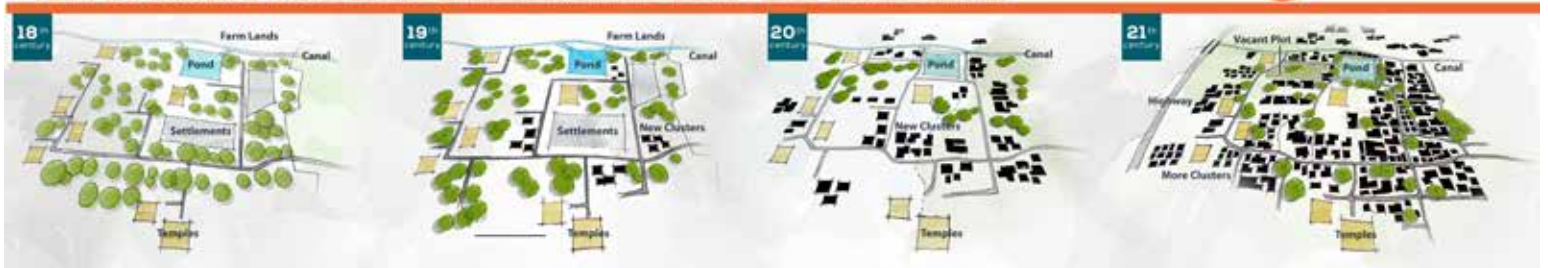 18th
century
Farm Lands
Canal
Pond
Settlements
Temples
19th
century
Farm Lands
Canal
Pond
Settlements
New Clusters
Temples
20th
century
Canal
Pond
New Clusters
Temples
21th
century
Vacant Plot
Pond
Canal
Highway
More Clusters
Temples